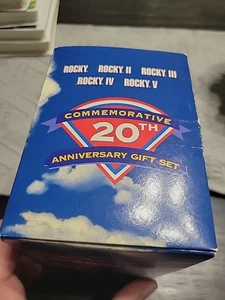 ROCKY ROCKY II ROCKY III
ROCKY IV ROCKY V
COMMEMORATIVE
20TH
ANNIVERSARY GIFT SET